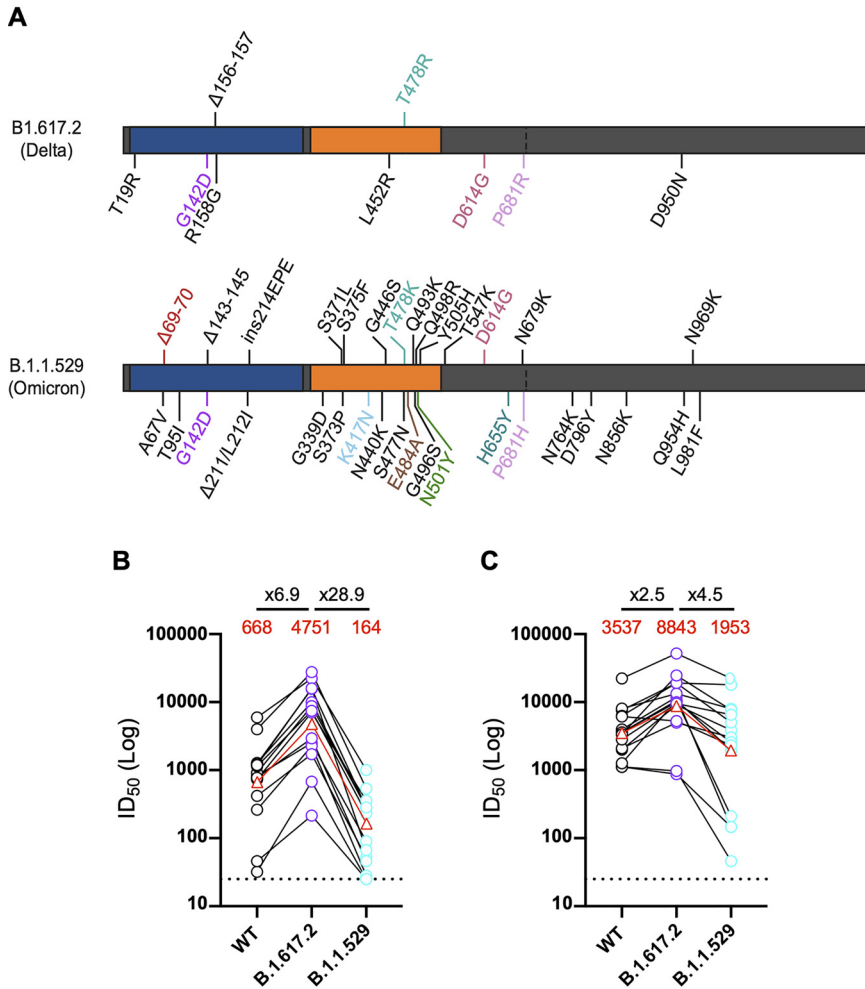 A
Δ156-157
T478R
B1.617.2
(Delta)
T19R
G142D
R158G
L452R
D614G
P681R
D950N
Δ69-70
Δ143-145
ins214EPE
S371L
S375F
G446S
T478K
Q493K
Q498R
Y505H
T547K
D614G
N679K
N969K
B.1.1.529
(Omicron)
A67V
T95I
G142D
Δ211/L212I
G339D
S373P
K417N
N440K
S477N
E484A
G496S
N501Y
H655Y
P681H
N764K
D796Y
N856K
Q954H
L981F
B
x6.9 x28.9
668 4751 164
100000
10000
1000
100
10
ID50 (Log)
WT
B.1.617.2
B.1.1.529
C
x2.5 x4.5
3537 8843 1953
100000
10000
1000
100
10
ID50 (Log)
WT
B.1.617.2
B.1.1.529